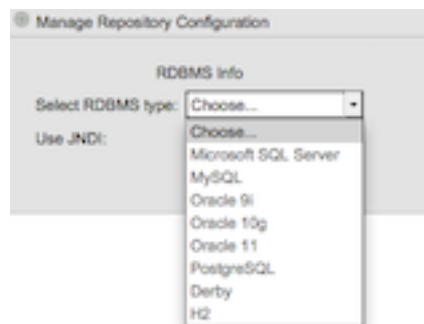 Manage Repository Configuration
RDBMS Info
Select RDBMS type: Choose...
Use JNDI:
Choose...
Microsoft SQL Server
MySQL
Oracle 9i
Oracle 10g
Oracle 11
PostgreSQL
Derby
H2